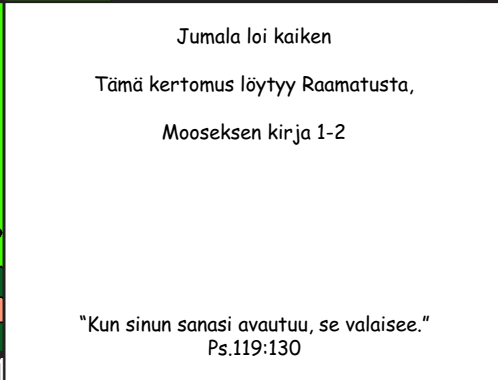 Jumala loi kaiken
Tämä kertomus löytyy Raamatusta,
Mooseksen kirja 1-2
“Kun sinun sanasi avautuu, se valaisee.”
Ps.119:130